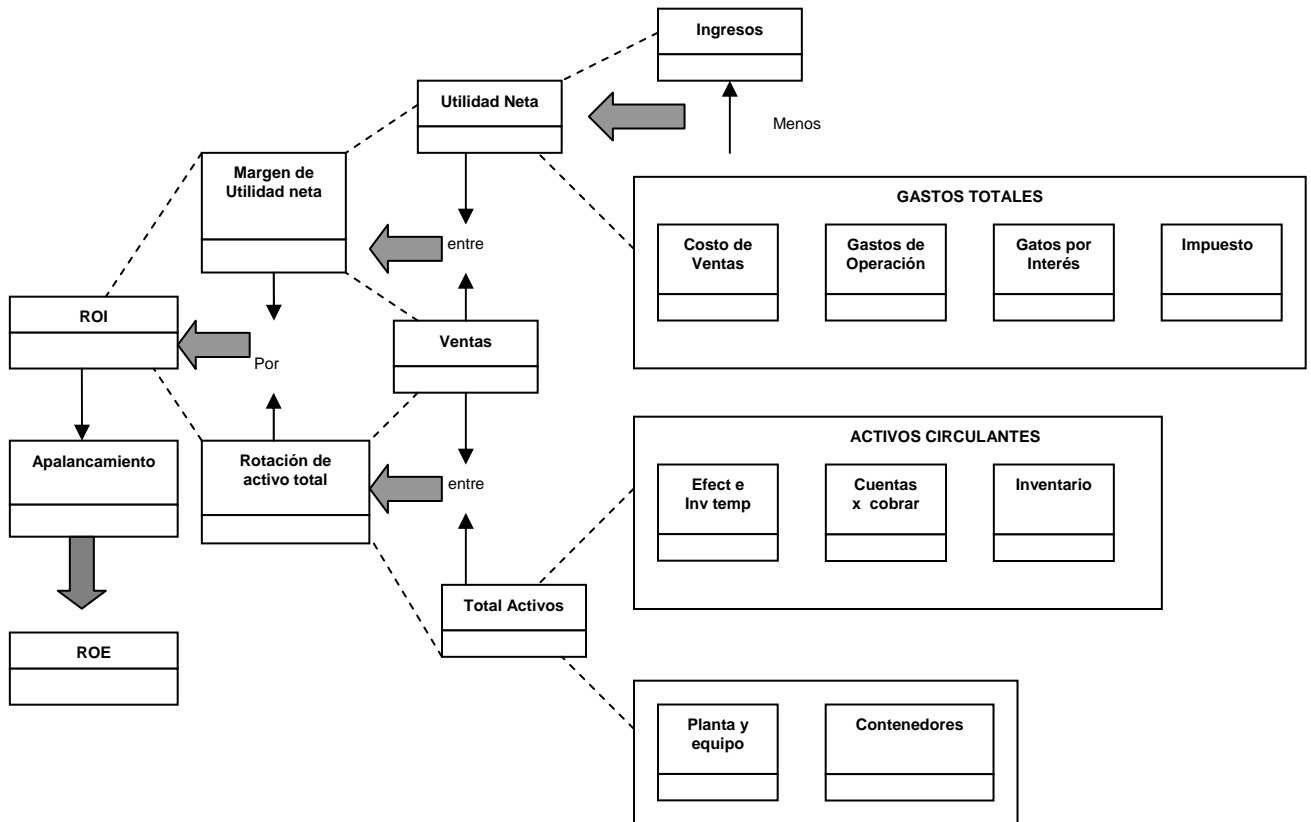 Ingresos
Utilidad Neta
Menos
Margen de
Utilidad neta
GASTOS TOTALES
Costo de
Ventas
Gastos de
Operación
Gatos por
Interés
Impuesto
entre
ROI
Ventas
Por
Apalancamiento
Rotación de
activo total
entre
ACTIVOS CIRCULANTES
Efect e
Inv temp
Cuentas
x cobrar
Inventario
Total Activos
ROE
Planta y
equipo
Contenedores